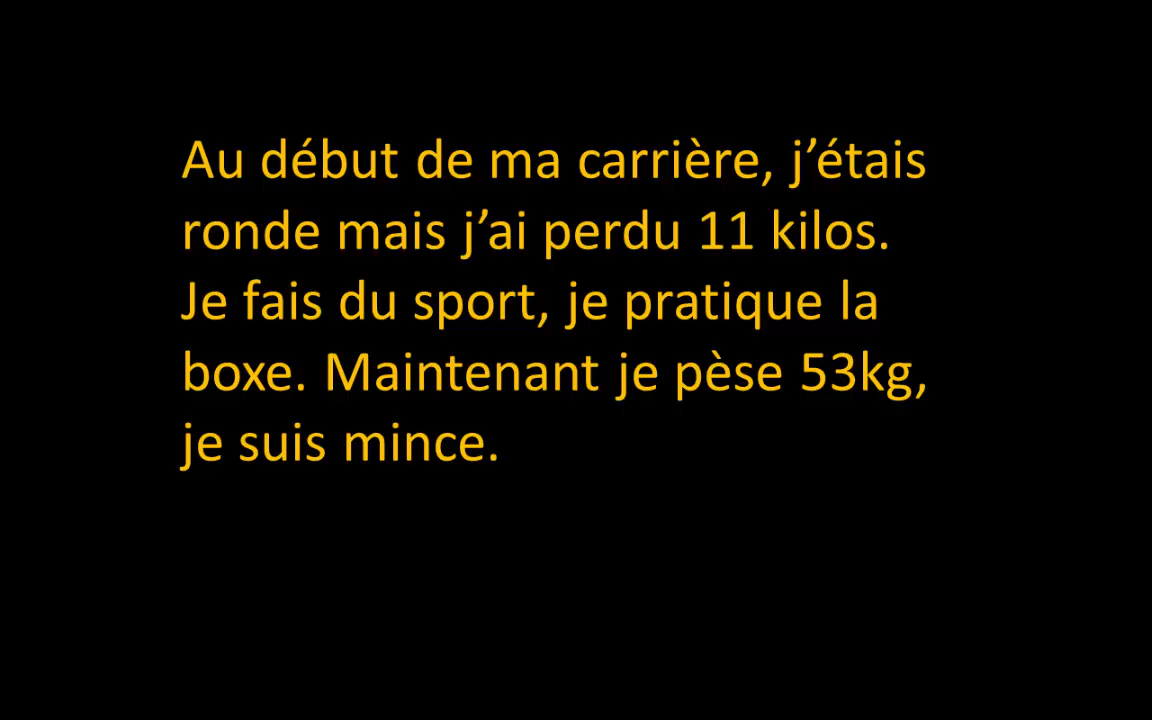 Au début de ma carrière, j’étais
ronde mais j’ai perdu 11 kilos.
Je fais du sport, je pratique la
boxe. Maintenant je pèse 53kg,
je suis mince.